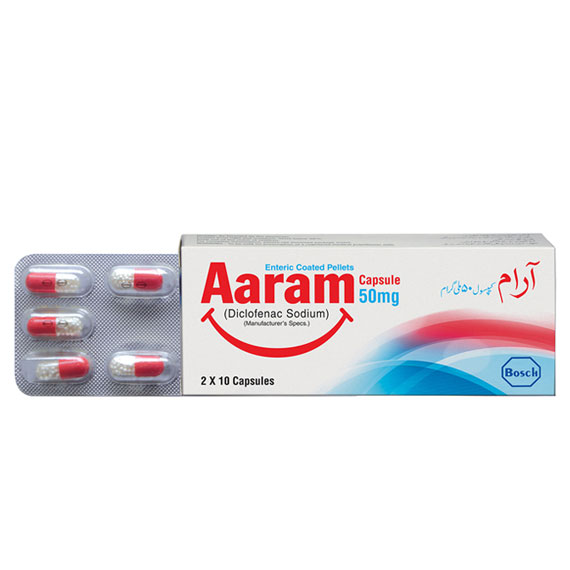 Enteric Coated Pellets
Aaram Capsule 50mg
(Diclofenac Sodium)
(Manufacturer's Specs.)
2 X 10 Capsules
آرام کیپسول ۵۰ ملی گرام
Bosch